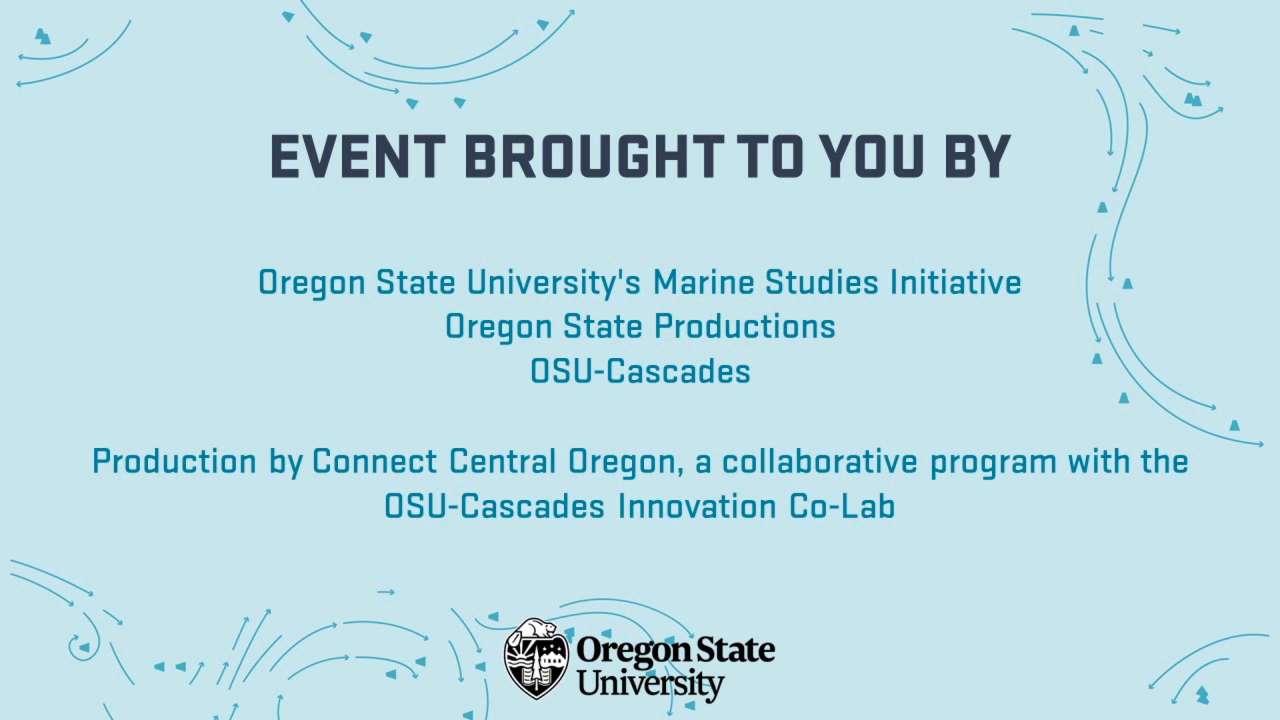 EVENT BROUGHT TO YOU BY
Oregon State University's Marine Studies Initiative
Oregon State Productions
OSU-Cascades
Production by Connect Central Oregon, a collaborative program with the
OSU-Cascades Innovation Co-Lab
Oregon State
University